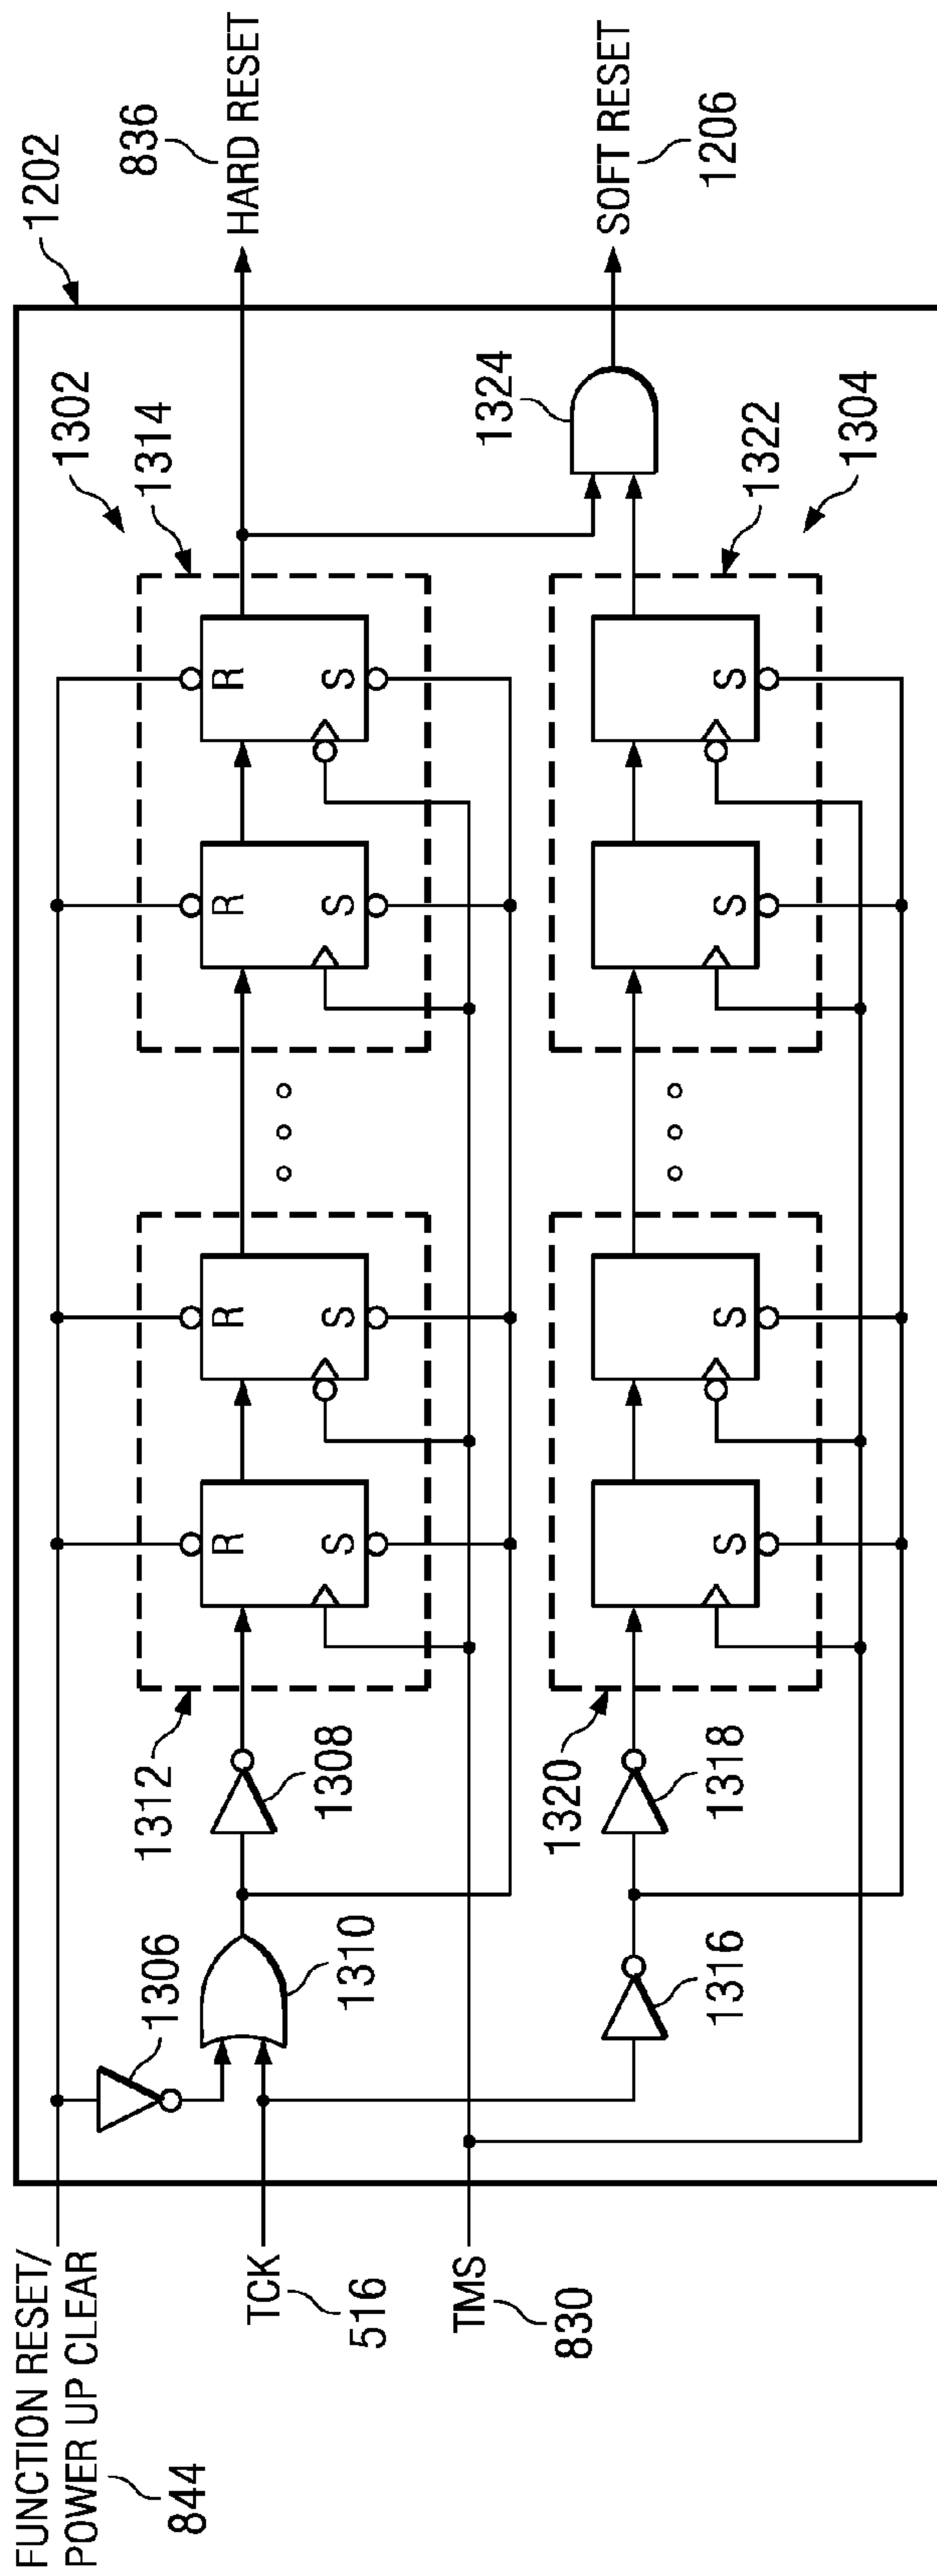 1202
1302
1314
836
HARD RESET
R
R
R
R
S
S
S
S
1306
1312
1308
1310
FUNCTION RESET/
POWER UP CLEAR
844
TCK
516
TMS
830
1324
SOFT RESET
1206
1322
1304
S
S
S
S
1320
1318
1316